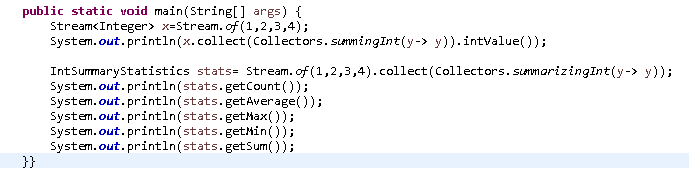 public static void main(String[] args) {
Stream<Integer> x=Stream.of(1,2,3,4);
System.out.println(x.collect(Collectors.summingInt(y-> y)).intValue());
IntSummaryStatistics stats= Stream.of(1,2,3,4).collect(Collectors.summarizingInt(y-> y));
System.out.println(stats.getCount());
System.out.println(stats.getAverage());
System.out.println(stats.getMax());
System.out.println(stats.getMin());
System.out.println(stats.getSum());
}}